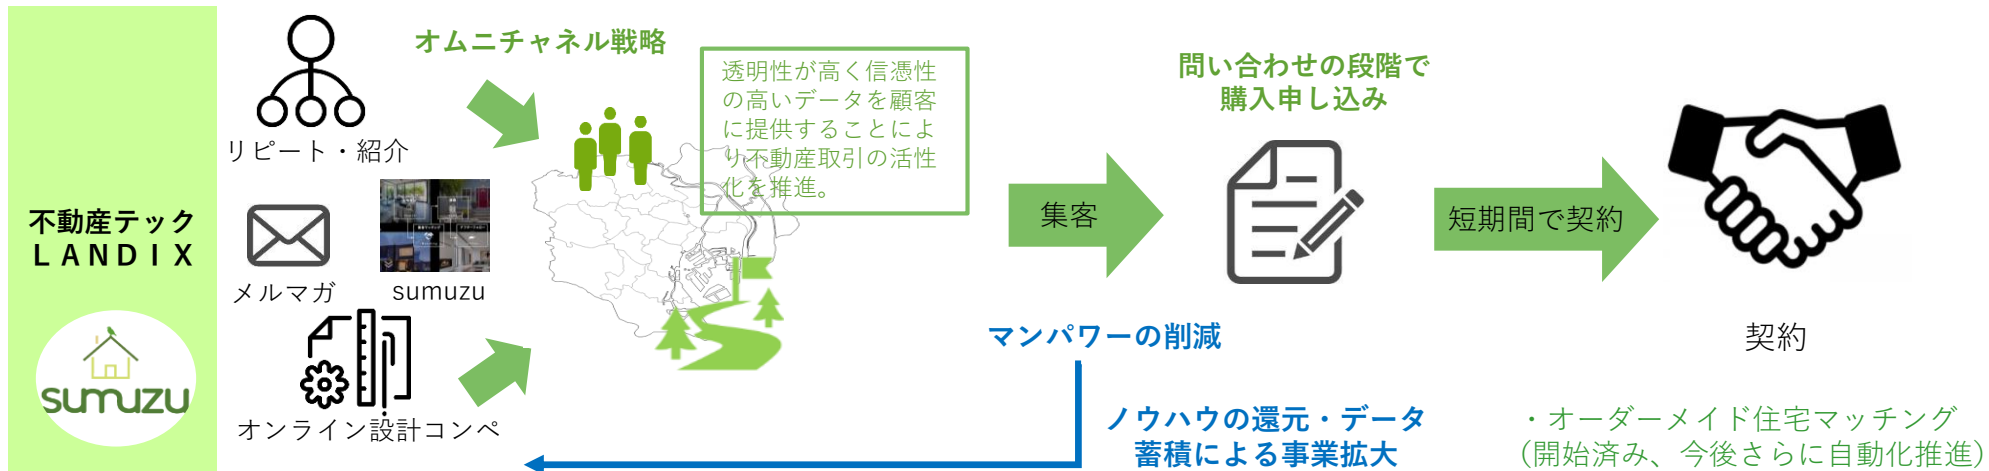 不動産テック
LANDIX
sumuzu
リピート・紹介
メルマガ
sumuzu
オンライン設計コンペ
オムニチャネル戦略
透明性が高く信憑性
の高いデータを顧客
に提供することによ
り不動産取引の活性
化を推進。
集客
問い合わせの段階で
購入申し込み
短期間で契約
契約
マンパワーの削減
ノウハウの還元・データ
蓄積による事業拡大
・オーダーメイド住宅マッチング
（開始済み、今後さらに自動化推進）